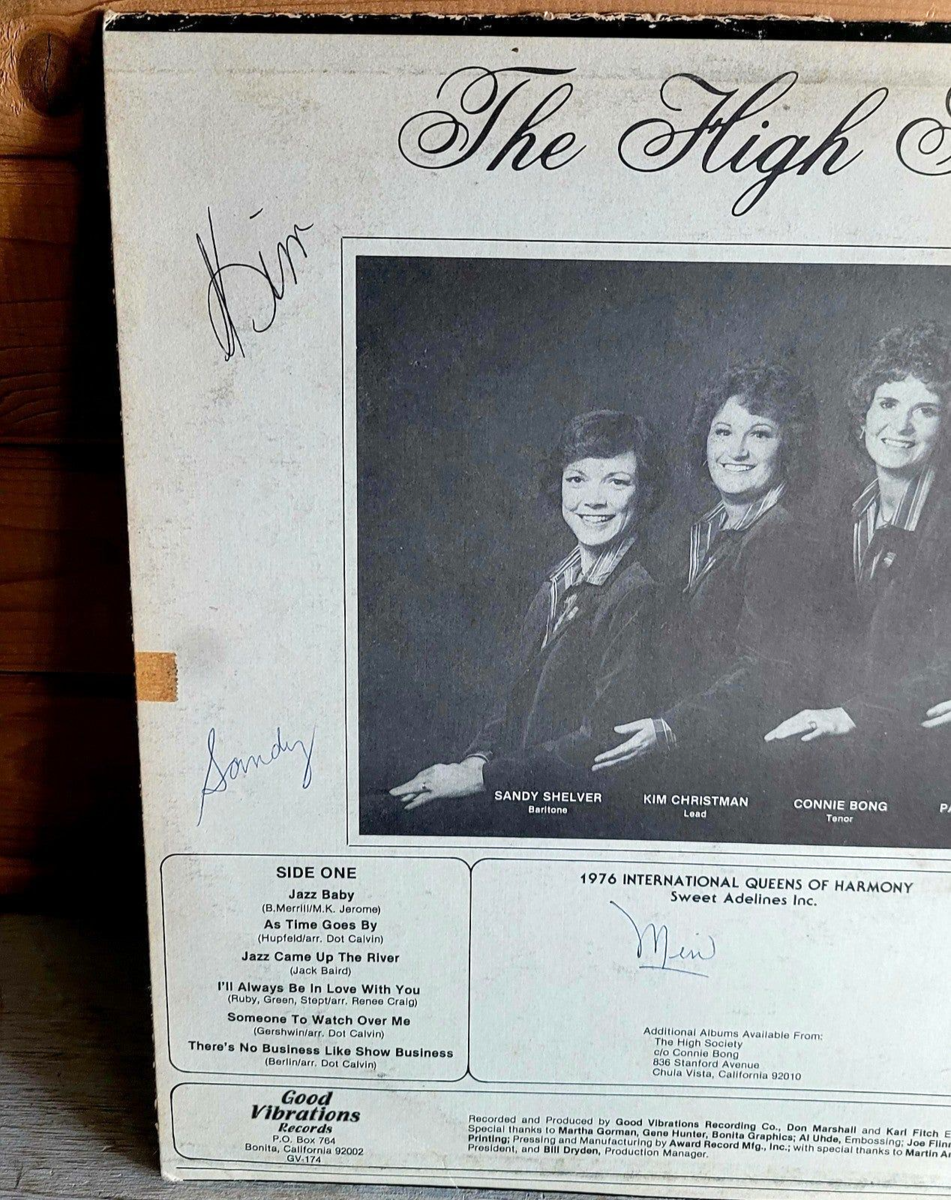 The High
Kim
SANDY SHELVER
Baritone
KIM CHRISTMAN
Lead
CONNIE BONG
Tenor
PA
Sandy
SIDE ONE
Jazz Baby
(B.Merrill/M.K. Jerome)
As Time Goes By
(Hupfeld/arr. Dot Calvin)
Jazz Came Up The River
(Jack Baird)
I'll Always Be In Love With You
(Ruby, Green, Stept/arr. Renee Craig)
Someone To Watch Over Me
(Gershwin/arr. Dot Calvin)
There's No Business Like Show Business
(Berlin/arr. Dot Calvin)
1976 INTERNATIONAL QUEENS OF HARMONY
Sweet Adelines Inc.
Additional Albums Available From:
The High Society
c/o Connie Bong
836 Stanford Avenue
Chula Vista, California 92010
Good
Vibrations
Records
P.O. Box 764
Bonita, California 92002
GV-174
Recorded and Produced by Good Vibrations Recording Co., Don Marshall and Karl Fitch E
Special thanks to Martha Gorman, Gene Hunter, Bonita Graphics; Al Uhde, Embossing; Joe Flin
Printing; Pressing and Manufacturing by Award Record Mfg., Inc.; with special thanks to Martin Ar
President, and Bill Dryden, Production Manager.